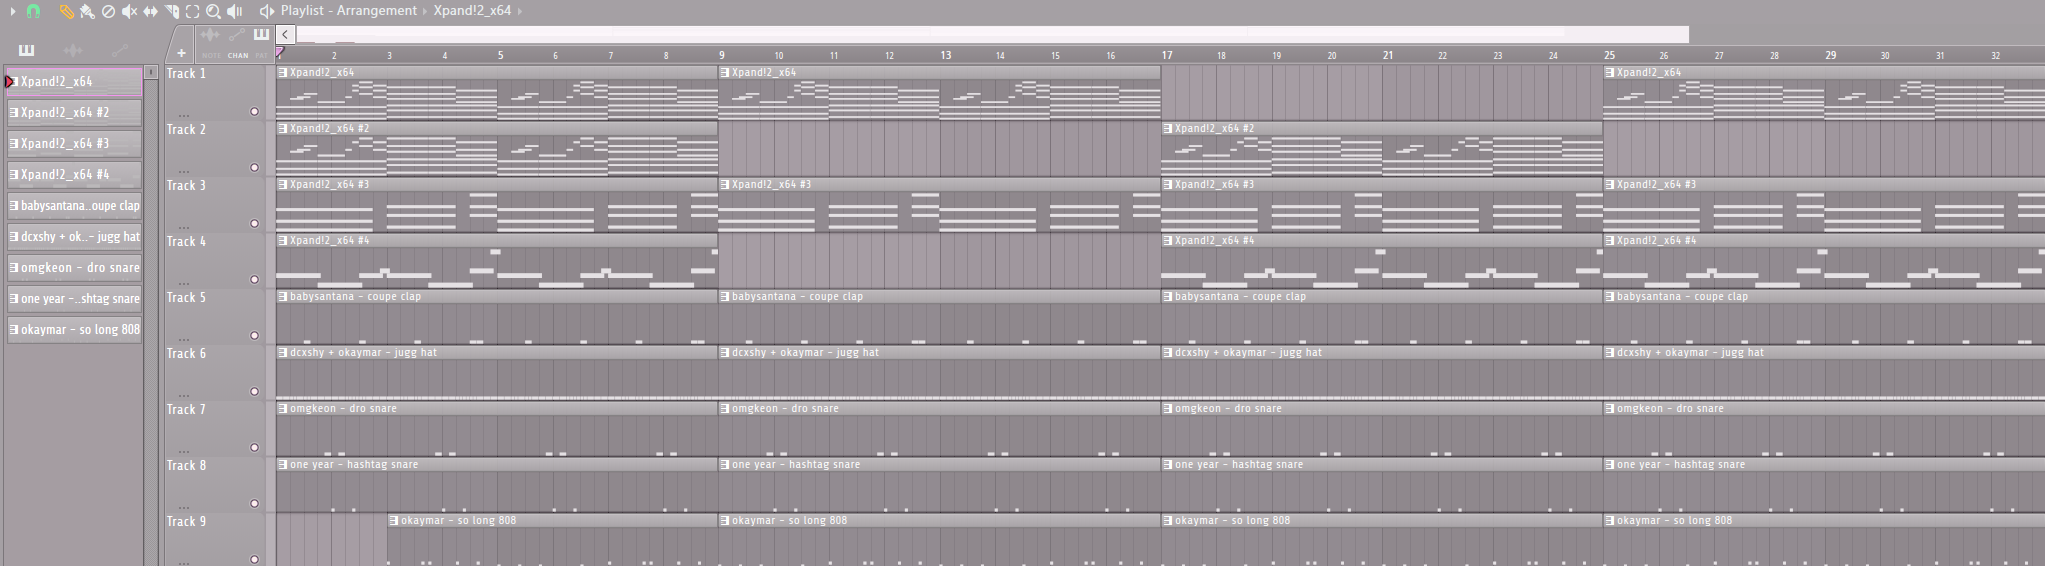 Playlist - Arrangement › Xpand!2_x64 ›
NOTE CHAN PAT
+ <
1 2 3 4 5 6 7 8 9 10 11 12 13 14 15 16 17 18 19 20 21 22 23 24 25 26 27 28 29 30 31 32
Xpand!2_x64
Xpand!2_x64 #2
Xpand!2_x64 #3
Xpand!2_x64 #4
babysantana..oupe clap
dcxshy + ok..- jugg hat
omgkeon - dro snare
one year -..shtag snare
okaymar - so long 808
Track 1 Xpand!2_x64 Xpand!2_x64 Xpand!2_x64
...
Track 2 Xpand!2_x64 #2 Xpand!2_x64 #2
...
Track 3 Xpand!2_x64 #3 Xpand!2_x64 #3 Xpand!2_x64 #3 Xpand!2_x64 #3
...
Track 4 Xpand!2_x64 #4 Xpand!2_x64 #4 Xpand!2_x64 #4
...
Track 5 babysantana - coupe clap babysantana - coupe clap babysantana - coupe clap babysantana - coupe clap
...
Track 6 dcxshy + okaymar - jugg hat dcxshy + okaymar - jugg hat dcxshy + okaymar - jugg hat dcxshy + okaymar - jugg hat
...
Track 7 omgkeon - dro snare omgkeon - dro snare omgkeon - dro snare omgkeon - dro snare
...
Track 8 one year - hashtag snare one year - hashtag snare one year - hashtag snare one year - hashtag snare
...
Track 9 okaymar - so long 808 okaymar - so long 808 okaymar - so long 808 okaymar - so long 808
...